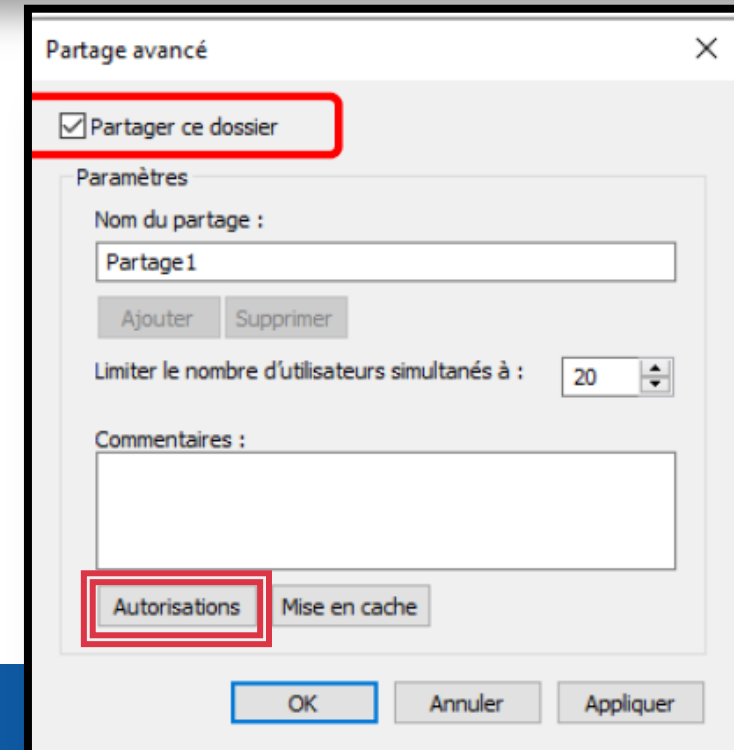 Partage avancé
Partager ce dossier
Paramètres
Nom du partage :
Partage1
Ajouter Supprimer
Limiter le nombre d'utilisateurs simultanés à : 20
Commentaires :
Autorisations Mise en cache
OK Annuler Appliquer